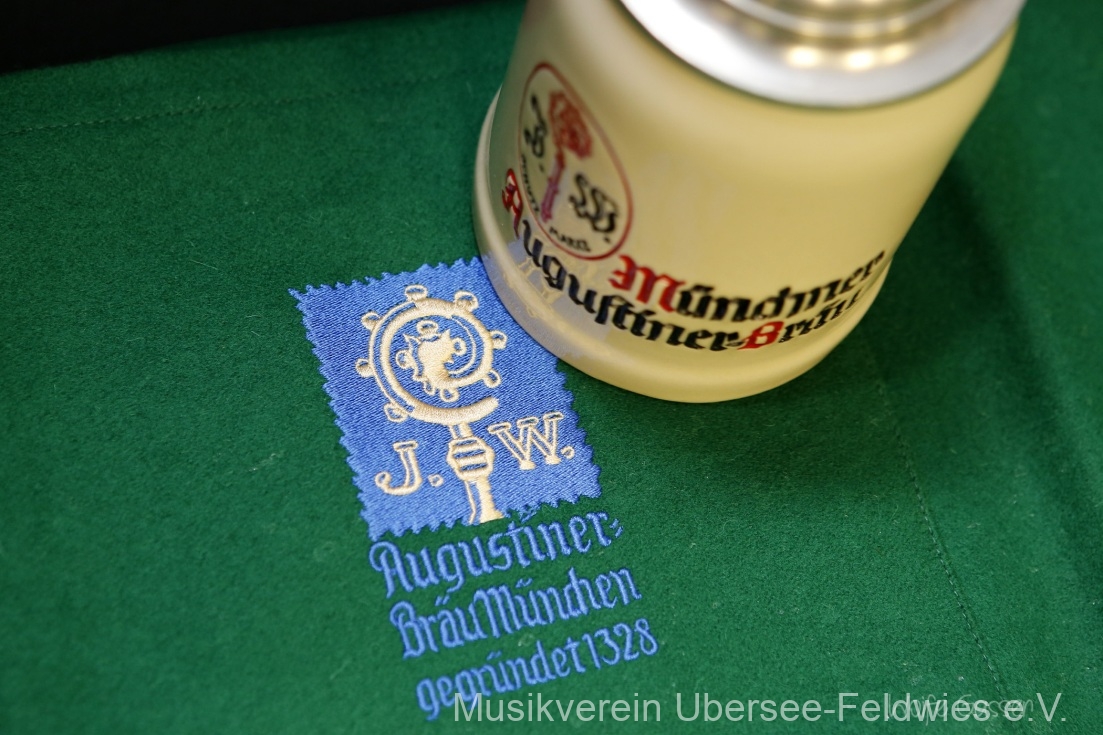 Münchner
Augustiner-Bräu
J. W.
Augustiner-
Bräu München
gegründet 1328
Musikverein Übersee-Feldwies e.V.